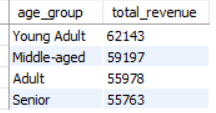 age_group total_revenue
Young Adult 62143
Middle-aged 59197
Adult 55978
Senior 55763